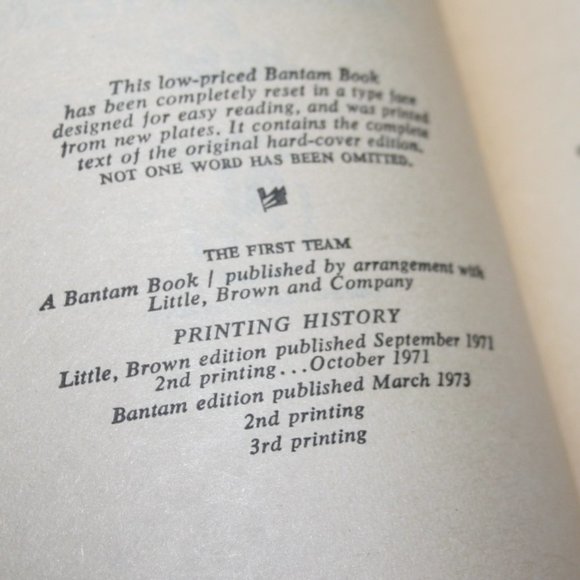 This low-priced Bantam Book
has been completely reset in a type face
designed for easy reading, and was printed
from new plates. It contains the complete
text of the original hard-cover edition.
NOT ONE WORD HAS BEEN OMITTED.
THE FIRST TEAM
A Bantam Book / published by arrangement with
Little, Brown and Company
PRINTING HISTORY
Little, Brown edition published September 1971
2nd printing...October 1971
Bantam edition published March 1973
2nd printing
3rd printing